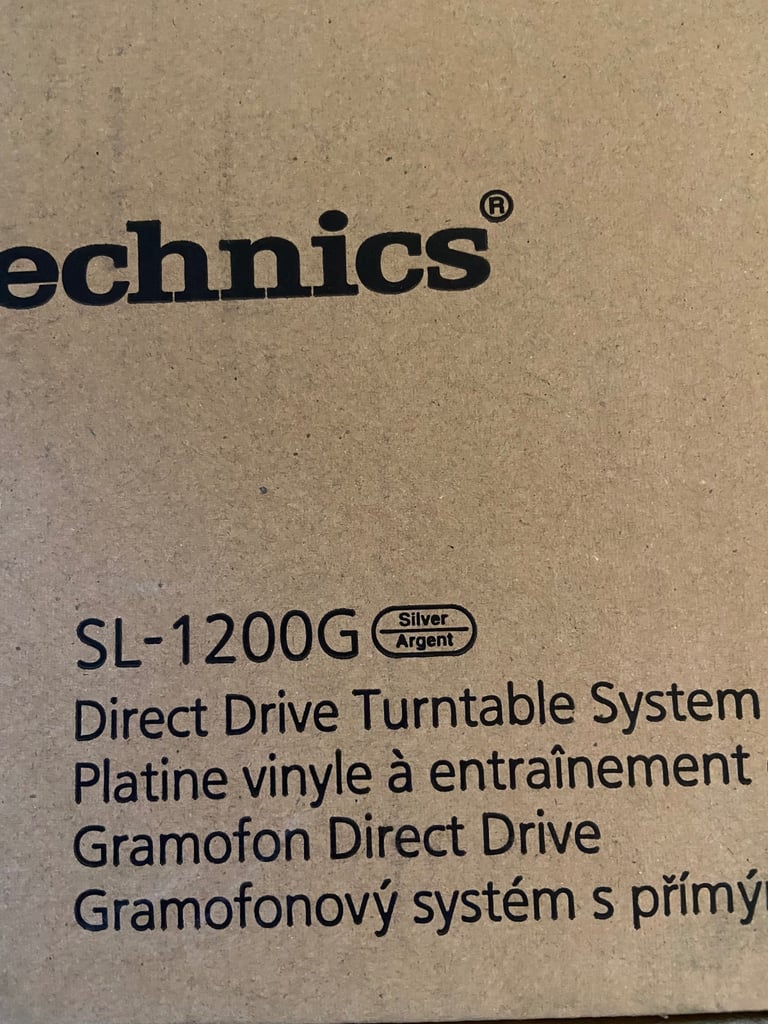 echnics®
SL-1200G Silver
Argent
Direct Drive Turntable System
Platine vinyle à entraînement
Gramofon Direct Drive
Gramofonový systém s přímý